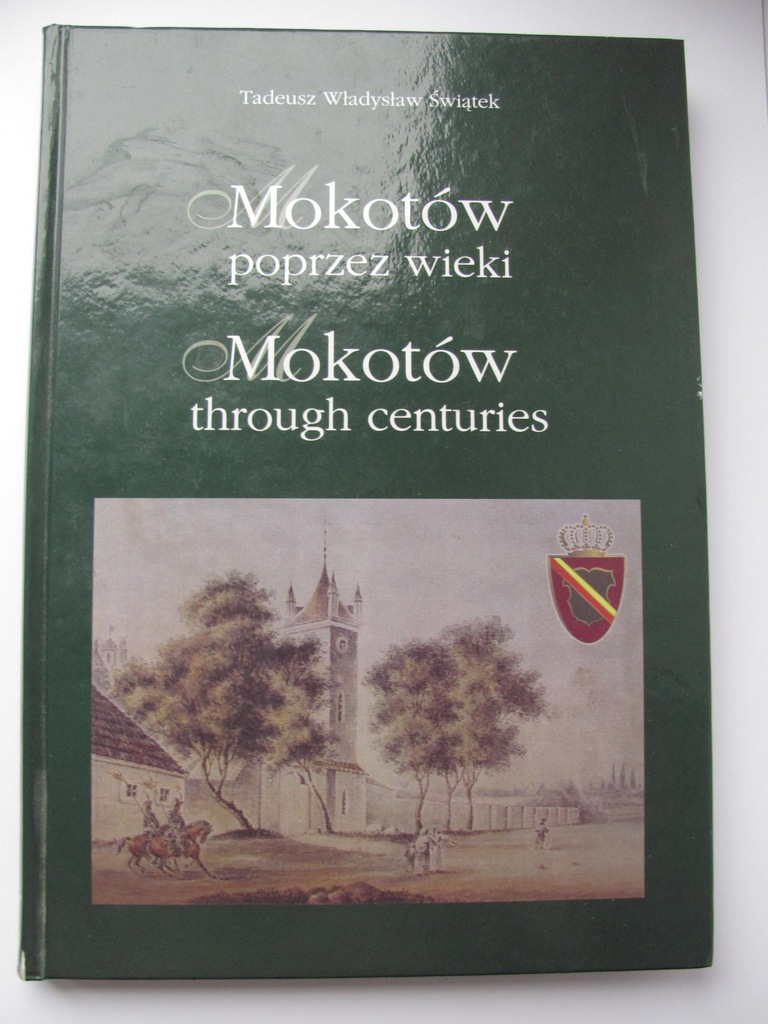 Tadeusz Władysław Świątek
Mokotów
poprzez wieki
Mokotów
through centuries